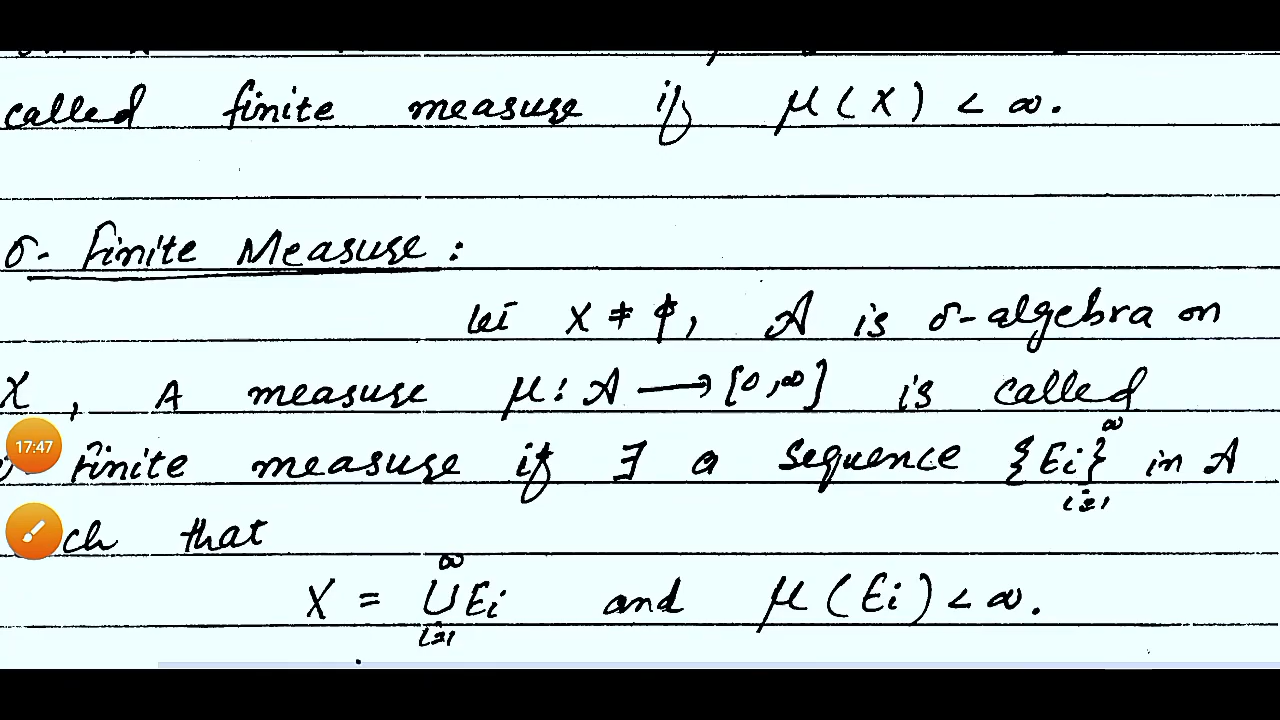 called finite measure if μ(X) < ∞.
σ- Finite Measure:
Let X ≠ ϕ, 𝒜 is σ-algebra on
X, A measure μ: 𝒜 ⟶ [0,∞] is called
finite measure if ∃ a sequence {Ei}∞i=1 in 𝒜
17:47
ch that
X = ∞⋃i=1 Ei and μ(Ei) < ∞.